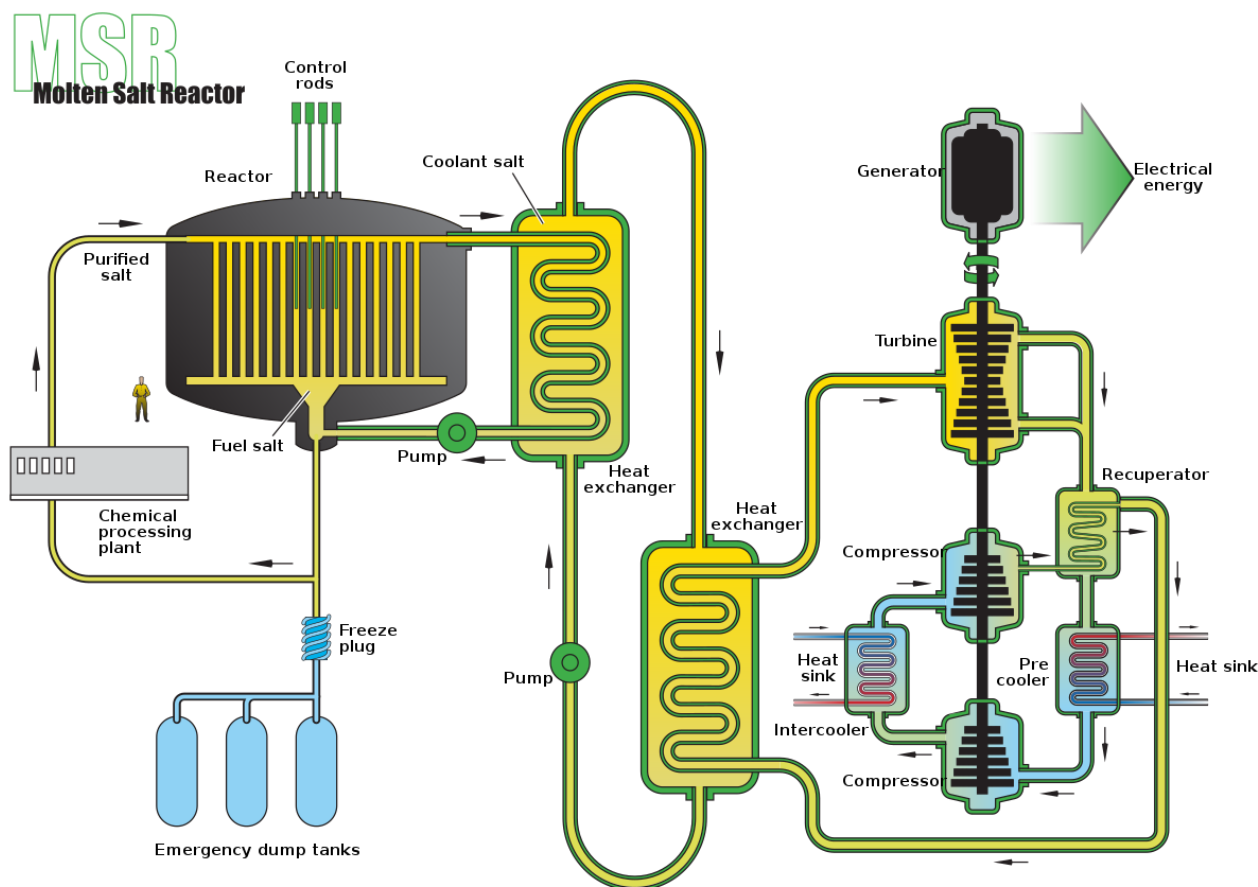 MSR
Molten Salt Reactor
Control
rods
Reactor
Coolant salt
Generator
Electrical
energy
Purified
salt
Turbine
Fuel salt
Pump
Heat
exchanger
Recuperator
Chemical
processing
plant
Heat
exchanger
Compressor
Freeze
plug
Pump
Heat
sink
Pre
cooler
Heat sink
Intercooler
Compressor
Emergency dump tanks